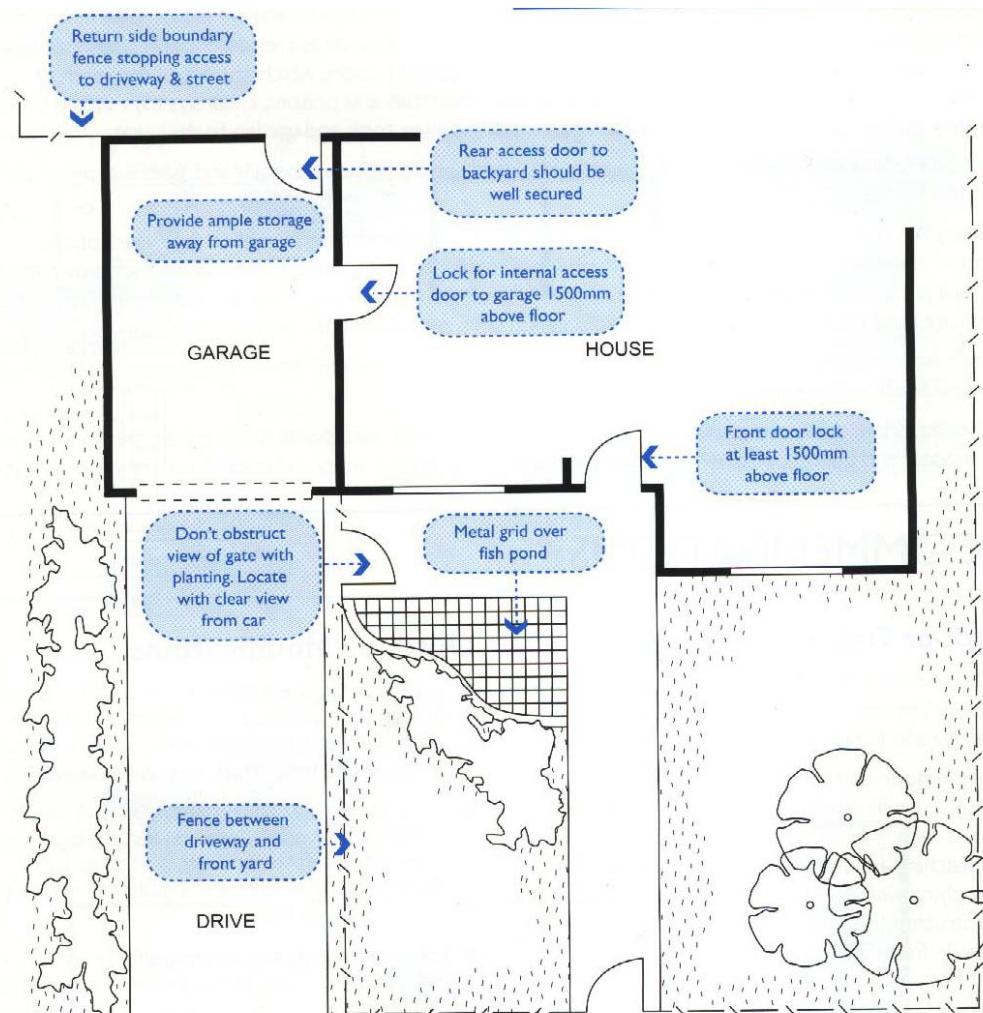 Return side boundary
fence stopping access
to driveway & street
Rear access door to
backyard should be
well secured
Provide ample storage
away from garage
Lock for internal access
door to garage 1500mm
above floor
GARAGE
HOUSE
Front door lock
at least 1500mm
above floor
Don't obstruct
view of gate with
planting. Locate
with clear view
from car
Metal grid over
fish pond
Fence between
driveway and
front yard
DRIVE